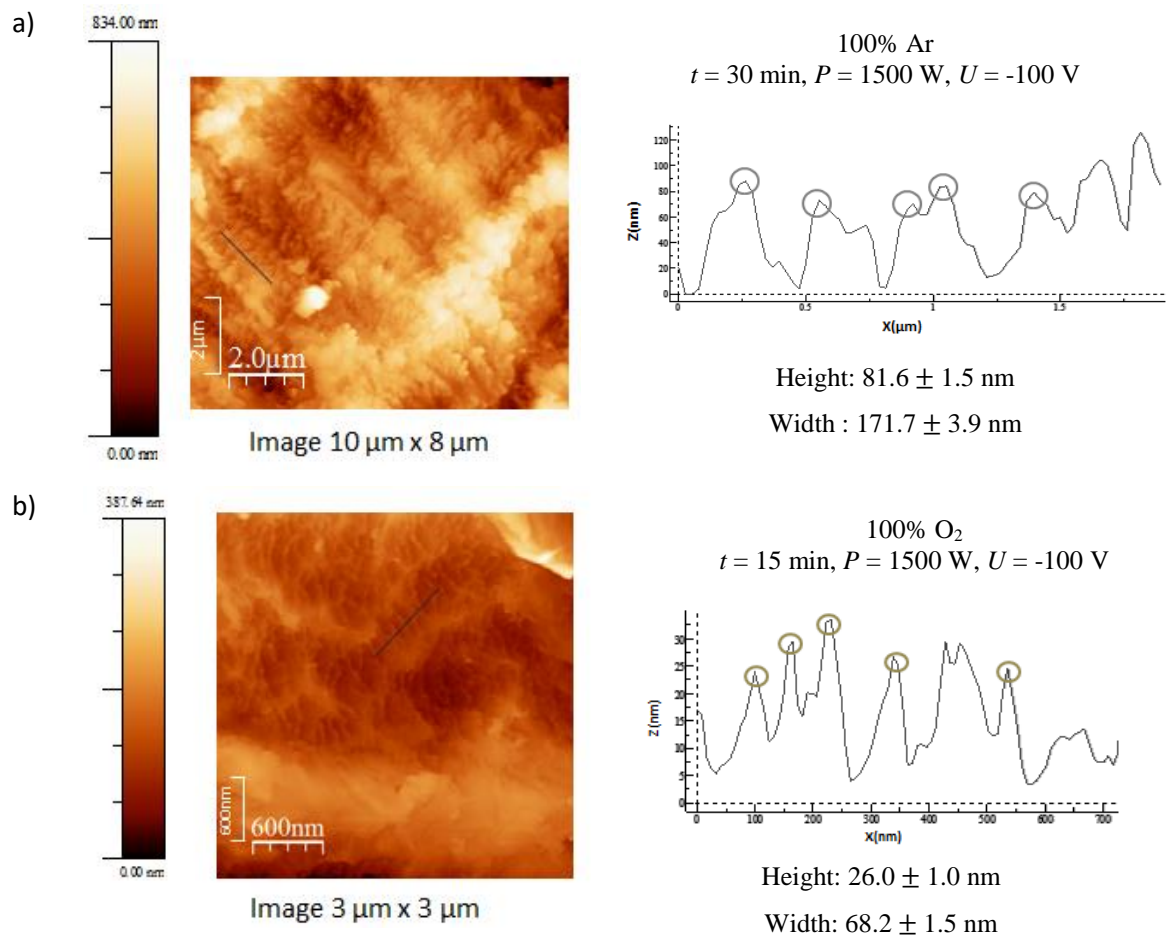 a)
834.00 nm
0.00 nm
2µm
2.0µm
Image 10 µm x 8 µm
100% Ar
t = 30 min, P = 1500 W, U = -100 V
Z(nm)
120
100
80
60
40
20
0
0 0.5 1 1.5
X(µm)
Height: 81.6 ± 1.5 nm
Width : 171.7 ± 3.9 nm
b)
387.64 nm
0.00 nm
600nm
600nm
Image 3 µm x 3 µm
100% O₂
t = 15 min, P = 1500 W, U = -100 V
Z(nm)
30
25
20
15
10
5
0
0 100 200 300 400 500 600 700
X(nm)
Height: 26.0 ± 1.0 nm
Width: 68.2 ± 1.5 nm